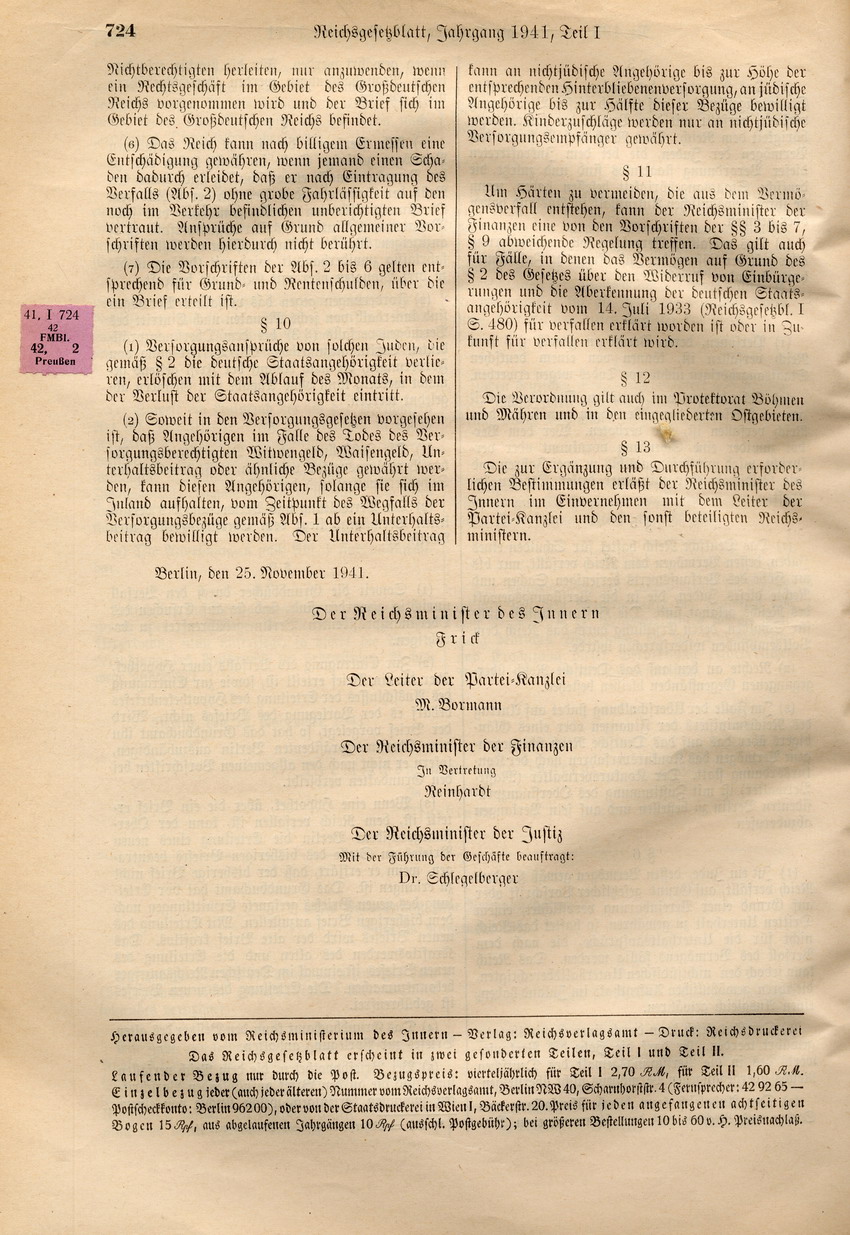 724
Reichsgesetzblatt, Jahrgang 1941, Teil I
Nichtberechtigten herleiten, nur anzuwenden, wenn
ein Rechtsgeschäft im Gebiet des Großdeutschen
Reichs vorgenommen wird und der Brief sich im
Gebiet des Großdeutschen Reichs befindet.
(6) Das Reich kann nach billigem Ermessen eine
Entschädigung gewähren, wenn jemand einen Scha-
den dadurch erleidet, daß er nach Eintragung des
Verfalls (Abs. 2) ohne grobe Fahrlässigkeit auf den
noch im Verkehr befindlichen unberichtigten Brief
vertraut. Ansprüche auf Grund allgemeiner Vor-
schriften werden hierdurch nicht berührt.
(7) Die Vorschriften der Abs. 2 bis 6 gelten ent-
sprechend für Grund- und Rentenschulden, über die
ein Brief erteilt ist.
§ 10
(1) Versorgungsansprüche von solchen Juden, die
gemäß § 2 die deutsche Staatsangehörigkeit verlie-
ren, erlöschen mit dem Ablauf des Monats, in dem
der Verlust der Staatsangehörigkeit eintritt.
(2) Soweit in den Versorgungsgesetzen vorgesehen
ist, daß Angehörigen im Falle des Todes des Ver-
sorgungsberechtigten Witwengeld, Waisengeld, Un-
terhaltsbeitrag oder ähnliche Bezüge gewährt wer-
den, kann diesen Angehörigen, solange sie sich im
Inland aufhalten, vom Zeitpunkt des Wegfalls der
Versorgungsbezüge gemäß Abs. 1 ab ein Unterhalts-
beitrag bewilligt werden. Der Unterhaltsbeitrag
41, I 724
42
FMBl.
42, 2
Preußen
kann an nichtjüdische Angehörige bis zur Höhe der
entsprechenden Hinterbliebenenversorgung, an jüdische
Angehörige bis zur Hälfte dieser Bezüge bewilligt
werden. Kinderzuschläge werden nur an nichtjüdische
Versorgungsempfänger gewährt.
§ 11
Um Härten zu vermeiden, die aus dem Vermö-
gensverfall entstehen, kann der Reichsminister der
Finanzen eine von den Vorschriften der §§ 3 bis 7,
§ 9 abweichende Regelung treffen. Das gilt auch
für Fälle, in denen das Vermögen auf Grund des
§ 2 des Gesetzes über den Widerruf von Einbürge-
rungen und die Aberkennung der deutschen Staats-
angehörigkeit vom 14. Juli 1933 (Reichsgesetzbl. I
S. 480) für verfallen erklärt worden ist oder in Zu-
kunft für verfallen erklärt wird.
§ 12
Die Verordnung gilt auch im Protektorat Böhmen
und Mähren und in den eingegliederten Ostgebieten.
§ 13
Die zur Ergänzung und Durchführung erforder-
lichen Bestimmungen erläßt der Reichsminister des
Innern im Einvernehmen mit dem Leiter der
Partei-Kanzlei und den sonst beteiligten Reichs-
ministern.
Berlin, den 25. November 1941.
Der Reichsminister des Innern
Frick
Der Leiter der Partei-Kanzlei
M. Bormann
Der Reichsminister der Finanzen
In Vertretung
Reinhardt
Der Reichsminister der Justiz
Mit der Führung der Geschäfte beauftragt:
Dr. Schlegelberger
Herausgegeben vom Reichsministerium des Innern — Verlag: Reichsverlagsamt — Druck: Reichsdruckerei
Das Reichsgesetzblatt erscheint in zwei gesonderten Teilen, Teil I und Teil II.
Laufender Bezug nur durch die Post. Bezugspreis: vierteljährlich für Teil I 2,70 RM, für Teil II 1,60 RM.
Einzelbezug jeder (auch jeder älteren) Nummer vom Reichsverlagsamt, Berlin NW 40, Scharnhorststr. 4 (Fernsprecher: 42 92 65 —
Postscheckkonto: Berlin 962 00), oder von der Staatsdruckerei in Wien I, Bäckerstr. 20. Preis für jeden angefangenen achtseitigen
Bogen 15 Rpf, aus abgelaufenen Jahrgängen 10 Rpf (ausschl. Postgebühr); bei größeren Bestellungen 10 bis 60 v. H. Preisnachlaß.